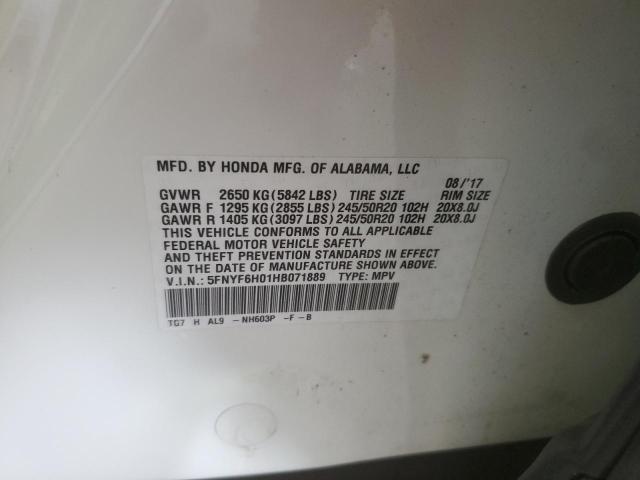 MFD. BY HONDA MFG. OF ALABAMA, LLC
08/'17
GVWR 2650 KG(5842 LBS) TIRE SIZE RIM SIZE
GAWR F 1295 KG(2855 LBS)245/50R20 102H 20X8.0J
GAWR R 1405 KG(3097 LBS)245/50R20 102H 20X8.0J
THIS VEHICLE CONFORMS TO ALL APPLICABLE
FEDERAL MOTOR VEHICLE SAFETY
AND THEFT PREVENTION STANDARDS IN EFFECT
ON THE DATE OF MANUFACTURE SHOWN ABOVE.
V.I.N.: 5FNYF6H01HB071889 TYPE: MPV
TG7 H AL9 -NH603P -F -B